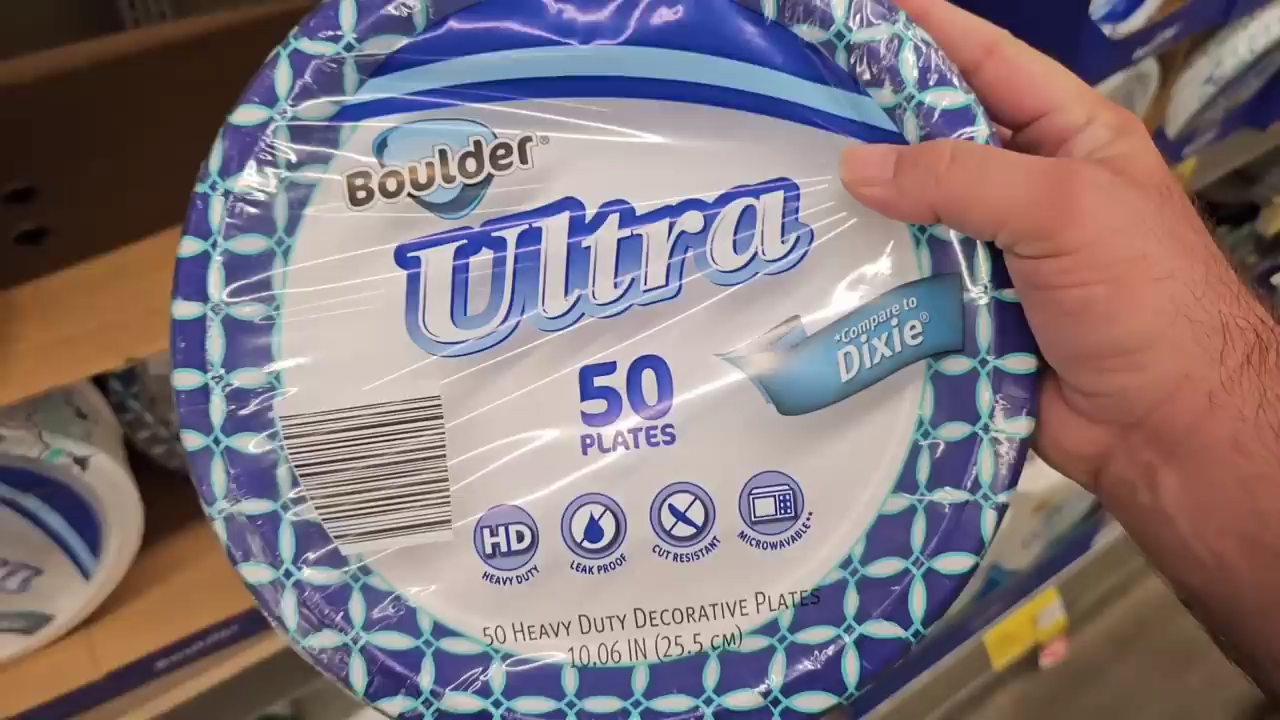 Boulder®
Ultra
*Compare to
Dixie®
50
PLATES
HD
HEAVY DUTY
LEAK PROOF
CUT RESISTANT
MICROWAVABLE**
50 HEAVY DUTY DECORATIVE PLATES
10.06 IN (25.5 CM)